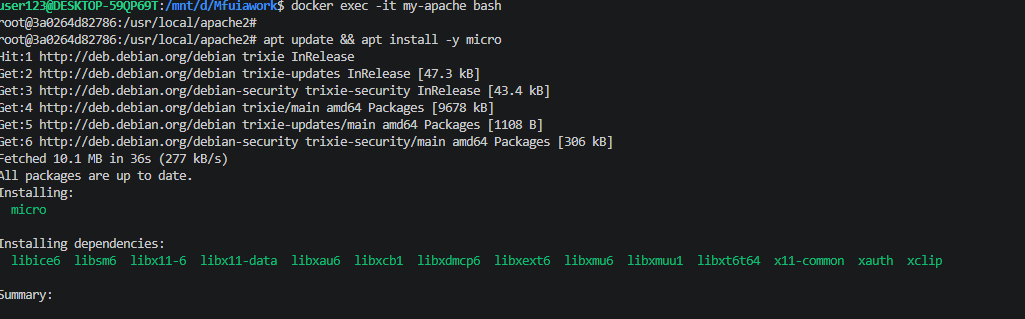 user123@DESKTOP-59QP69T:/mnt/d/Mfuiawork$ docker exec -it my-apache bash
root@3a0264d82786:/usr/local/apache2#
root@3a0264d82786:/usr/local/apache2# apt update && apt install -y micro
Hit:1 http://deb.debian.org/debian trixie InRelease
Get:2 http://deb.debian.org/debian trixie-updates InRelease [47.3 kB]
Get:3 http://deb.debian.org/debian-security trixie-security InRelease [43.4 kB]
Get:4 http://deb.debian.org/debian trixie/main amd64 Packages [9678 kB]
Get:5 http://deb.debian.org/debian trixie-updates/main amd64 Packages [1108 B]
Get:6 http://deb.debian.org/debian-security trixie-security/main amd64 Packages [306 kB]
Fetched 10.1 MB in 36s (277 kB/s)
All packages are up to date.
Installing:
micro
Installing dependencies:
libice6 libsm6 libx11-6 libx11-data libxau6 libxcb1 libxdmcp6 libxext6 libxmu6 libxmuu1 libxt6t64 x11-common xauth xclip
Summary: